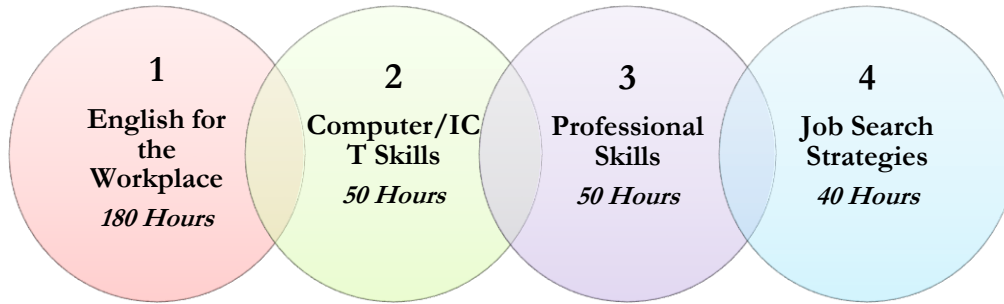 1
English for
the
Workplace
180 Hours
2
Computer/IC
T Skills
50 Hours
3
Professional
Skills
50 Hours
4
Job Search
Strategies
40 Hours